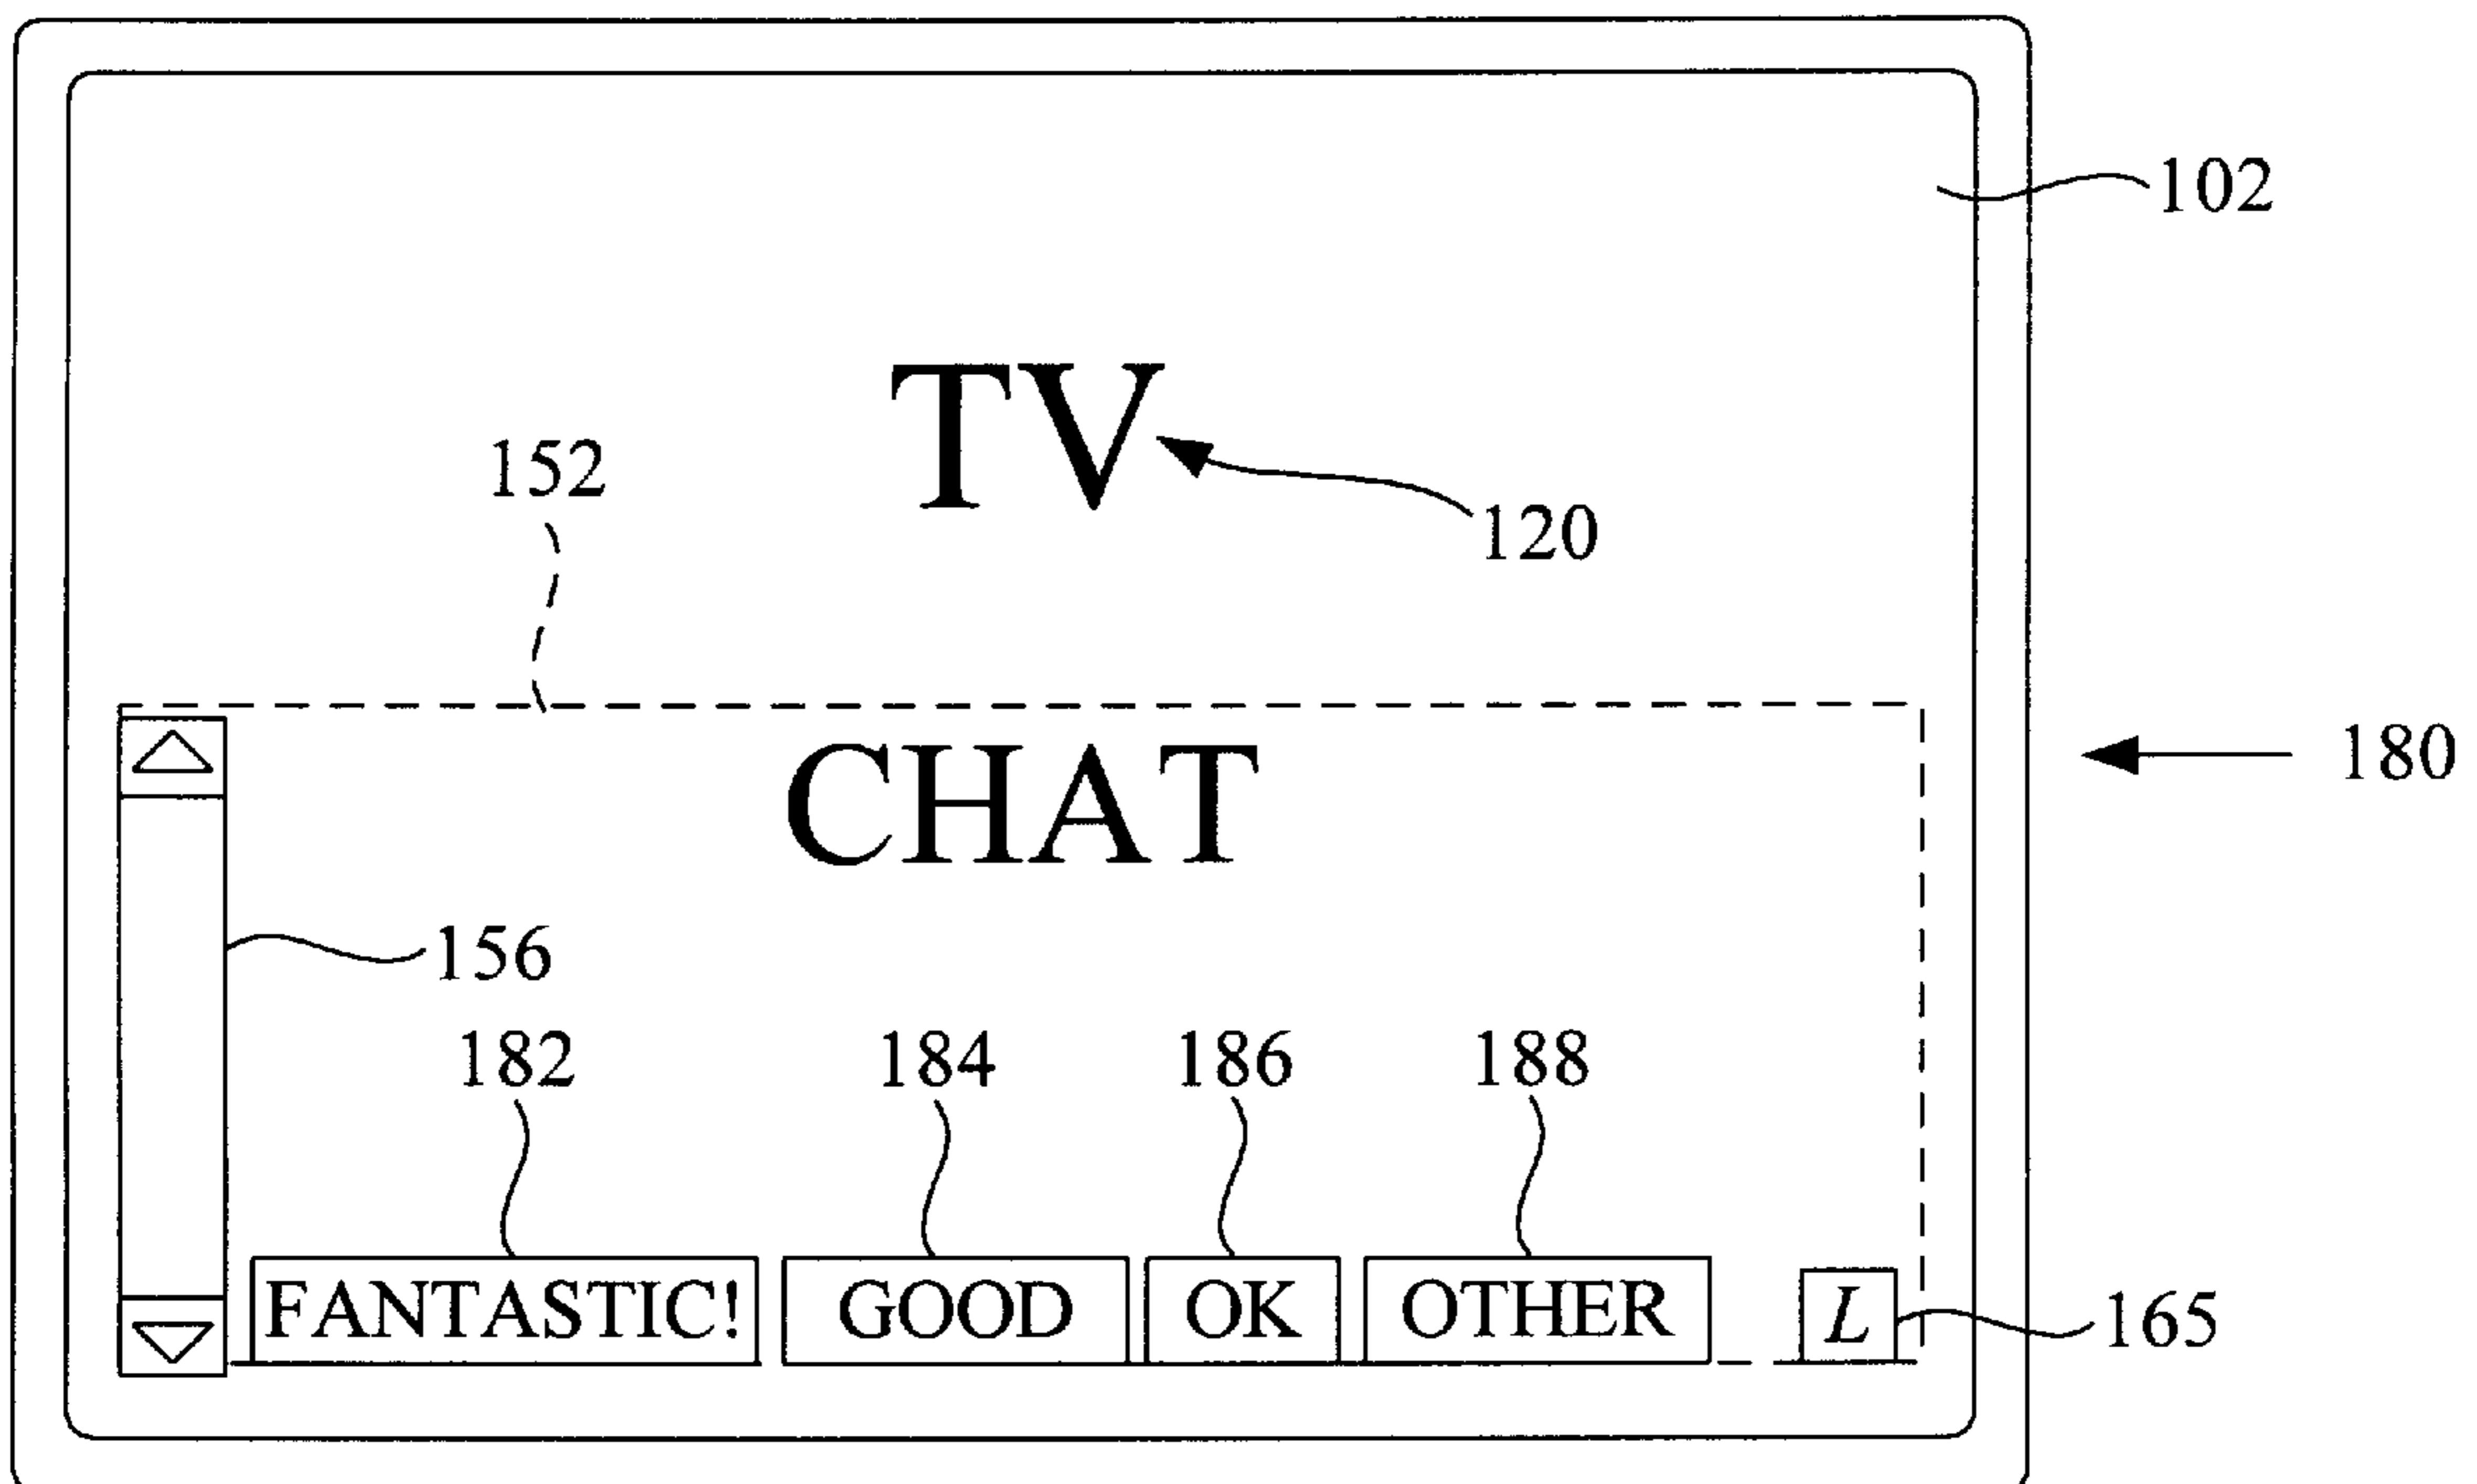 102
TV
152
120
CHAT
180
156
182 184 186 188
FANTASTIC! GOOD OK OTHER L 165